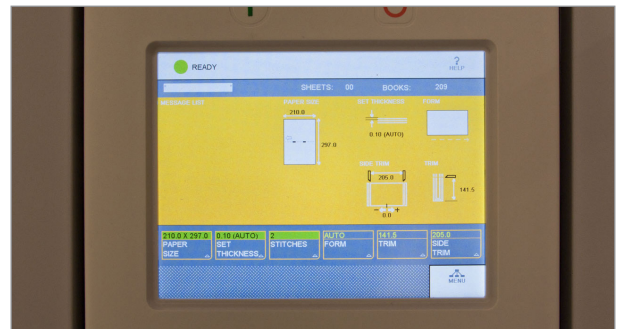 READY
?
HELP
SHEETS: 00 BOOKS: 209
MESSAGE LIST
PAPER SIZE
SET THICKNESS
FORM
210.0
297.0
0.10 (AUTO)
SIDE TRIM
TRIM
205.0
141.5
- +
0.0
210.0 X 297.0
PAPER
SIZE
0.10 (AUTO)
SET
THICKNESS
2
STITCHES
AUTO
FORM
141.5
TRIM
205.0
SIDE
TRIM
MENU